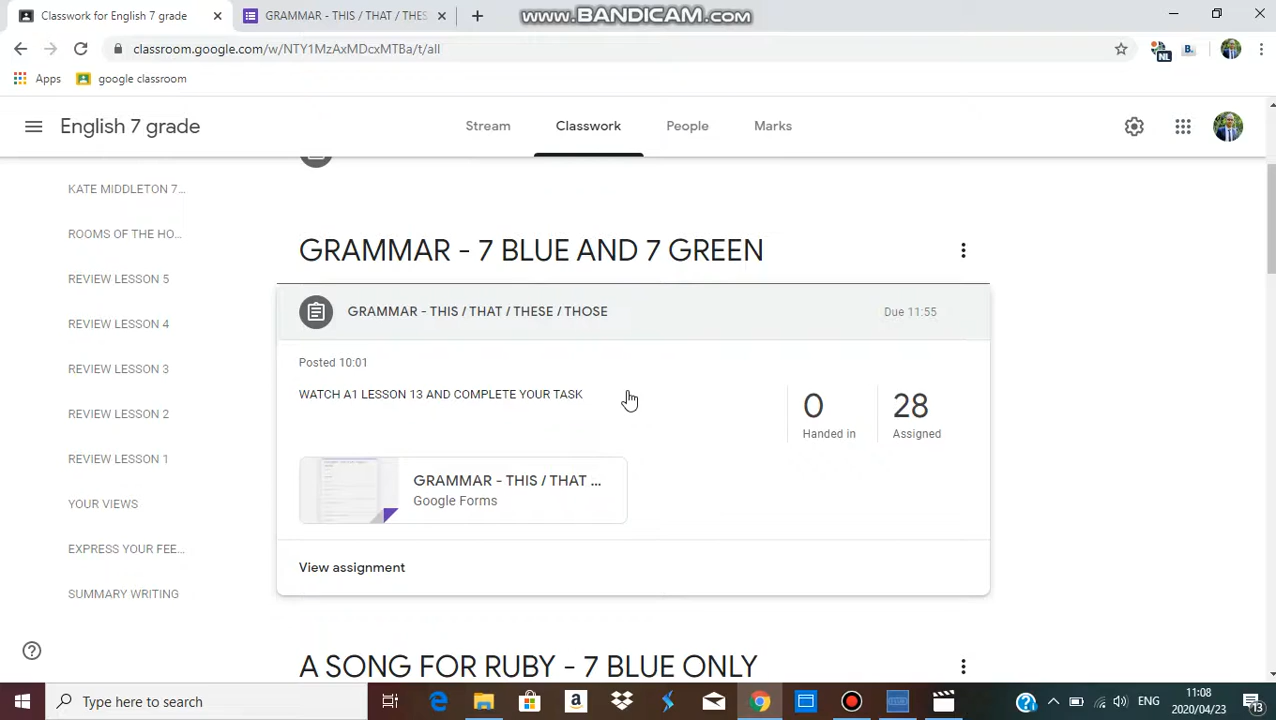 Classwork for English 7 grade
GRAMMAR - THIS / THAT / THES
www.BANDICAM.com
classroom.google.com/w/NTY1MzAxMDcxMTBa/t/all
Apps
google classroom
English 7 grade
Stream
Classwork
People
Marks
KATE MIDDLETON 7...
ROOMS OF THE HO...
REVIEW LESSON 5
REVIEW LESSON 4
REVIEW LESSON 3
REVIEW LESSON 2
REVIEW LESSON 1
YOUR VIEWS
EXPRESS YOUR FEE...
SUMMARY WRITING
GRAMMAR - 7 BLUE AND 7 GREEN
GRAMMAR - THIS / THAT / THESE / THOSE
Due 11:55
Posted 10:01
WATCH A1 LESSON 13 AND COMPLETE YOUR TASK
0
Handed in
28
Assigned
GRAMMAR - THIS / THAT ...
Google Forms
View assignment
A SONG FOR RUBY - 7 BLUE ONLY
Type here to search
ENG
11:08
2020/04/23
13